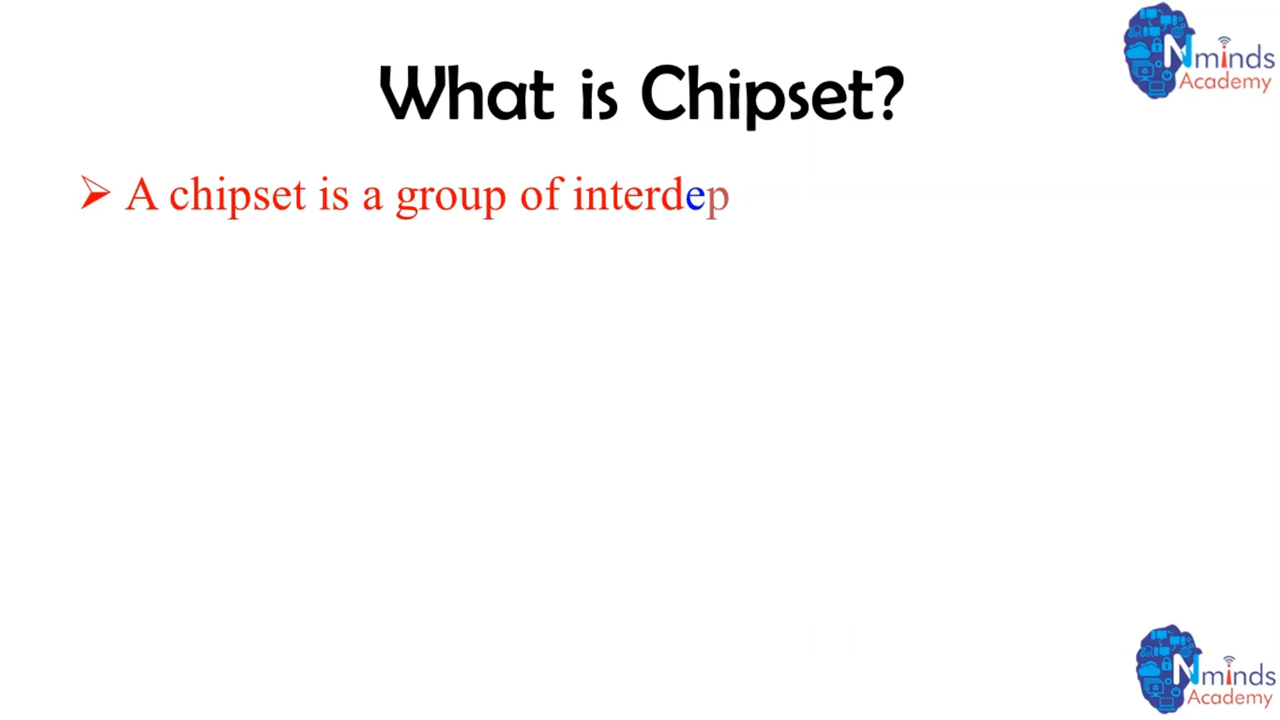 Nminds
Academy
What is Chipset?
➢ A chipset is a group of interdep
Nminds
Academy